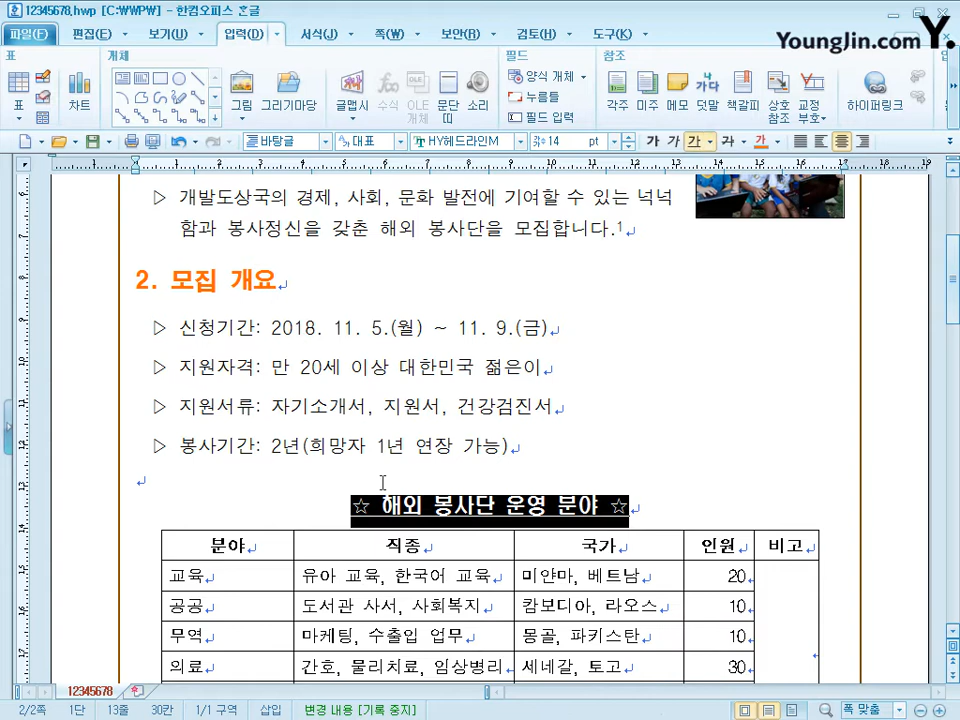 12345678.hwp [C:₩WPW] - 한컴오피스 한글
YoungJin.com Y.
파일(F) 편집(E) 보기(U) 입력(D) 서식(J) 쪽(W) 보안(R) 검토(H) 도구(K)
표 개체 필드 참조
표 차트 그림 그리기마당 글맵시 수식 OLE 개체 문단 띠 소리
양식 개체
누름틀
필드 입력
각주 미주 메모 덧말 책갈피 상호 참조 교정 부호 하이퍼링크
바탕글 대표 HY헤드라인M 14 pt 가 가 가 가 가
▷ 개발도상국의 경제, 사회, 문화 발전에 기여할 수 있는 넉넉
함과 봉사정신을 갖춘 해외 봉사단을 모집합니다.1
2. 모집 개요
▷ 신청기간: 2018. 11. 5.(월) ~ 11. 9.(금)
▷ 지원자격: 만 20세 이상 대한민국 젊은이
▷ 지원서류: 자기소개서, 지원서, 건강검진서
▷ 봉사기간: 2년(희망자 1년 연장 가능)
☆ 해외 봉사단 운영 분야 ☆
분야 직종 국가 인원 비고
교육 유아 교육, 한국어 교육 미얀마, 베트남 20
공공 도서관 사서, 사회복지 캄보디아, 라오스 10
무역 마케팅, 수출입 업무 몽골, 파키스탄 10
의료 간호, 물리치료, 임상병리 세네갈, 토고 30
12345678
2/2쪽 1단 13줄 30칸 1/1 구역 삽입 변경 내용 [기록 중지] 폭 맞춤